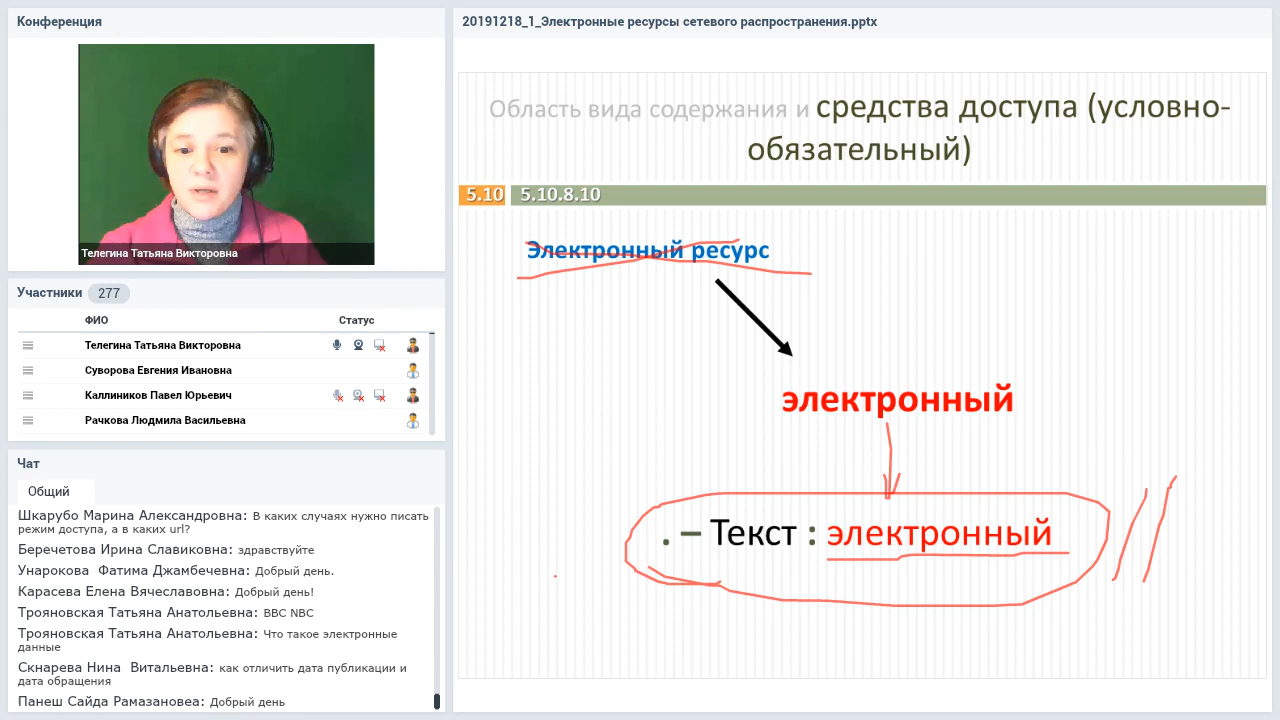 Конференция
Телегина Татьяна Викторовна
Участники 277
ФИО Статус
Телегина Татьяна Викторовна
Суворова Евгения Ивановна
Каллиников Павел Юрьевич
Рачкова Людмила Васильевна
Чат
Общий
Шкарубо Марина Александровна: В каких случаях нужно писать
режим доступа, а в каких url?
Беречетова Ирина Славиковна: здравствуйте
Унарокова Фатима Джамбечевна: Добрый день.
Карасева Елена Вячеславовна: Добрый день!
Трояновская Татьяна Анатольевна: BBC NBC
Трояновская Татьяна Анатольевна: Что такое электронные
данные
Скнарева Нина Витальевна: как отличить дата публикации и
дата обращения
Панеш Сайда Рамазановеа: Добрый день
20191218_1_Электронные ресурсы сетевого распространения.pptx
Область вида содержания и средства доступа (условно-
обязательный)
5.10 5.10.8.10
Электронный ресурс
электронный
. – Текст : электронный